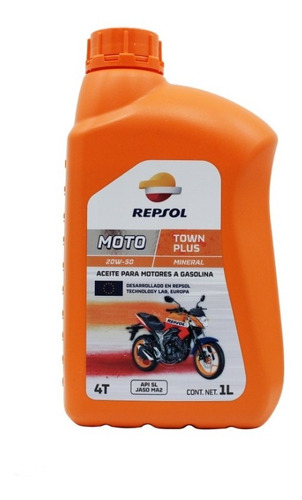 REPSOL
MOTO
TOWN
PLUS
20W-50
MINERAL
ACEITE PARA MOTORES A GASOLINA
DESARROLLADO EN REPSOL
TECHNOLOGY LAB, EUROPA
REPSOL
4T
API SL
JASO MA2
CONT. NET. 1L